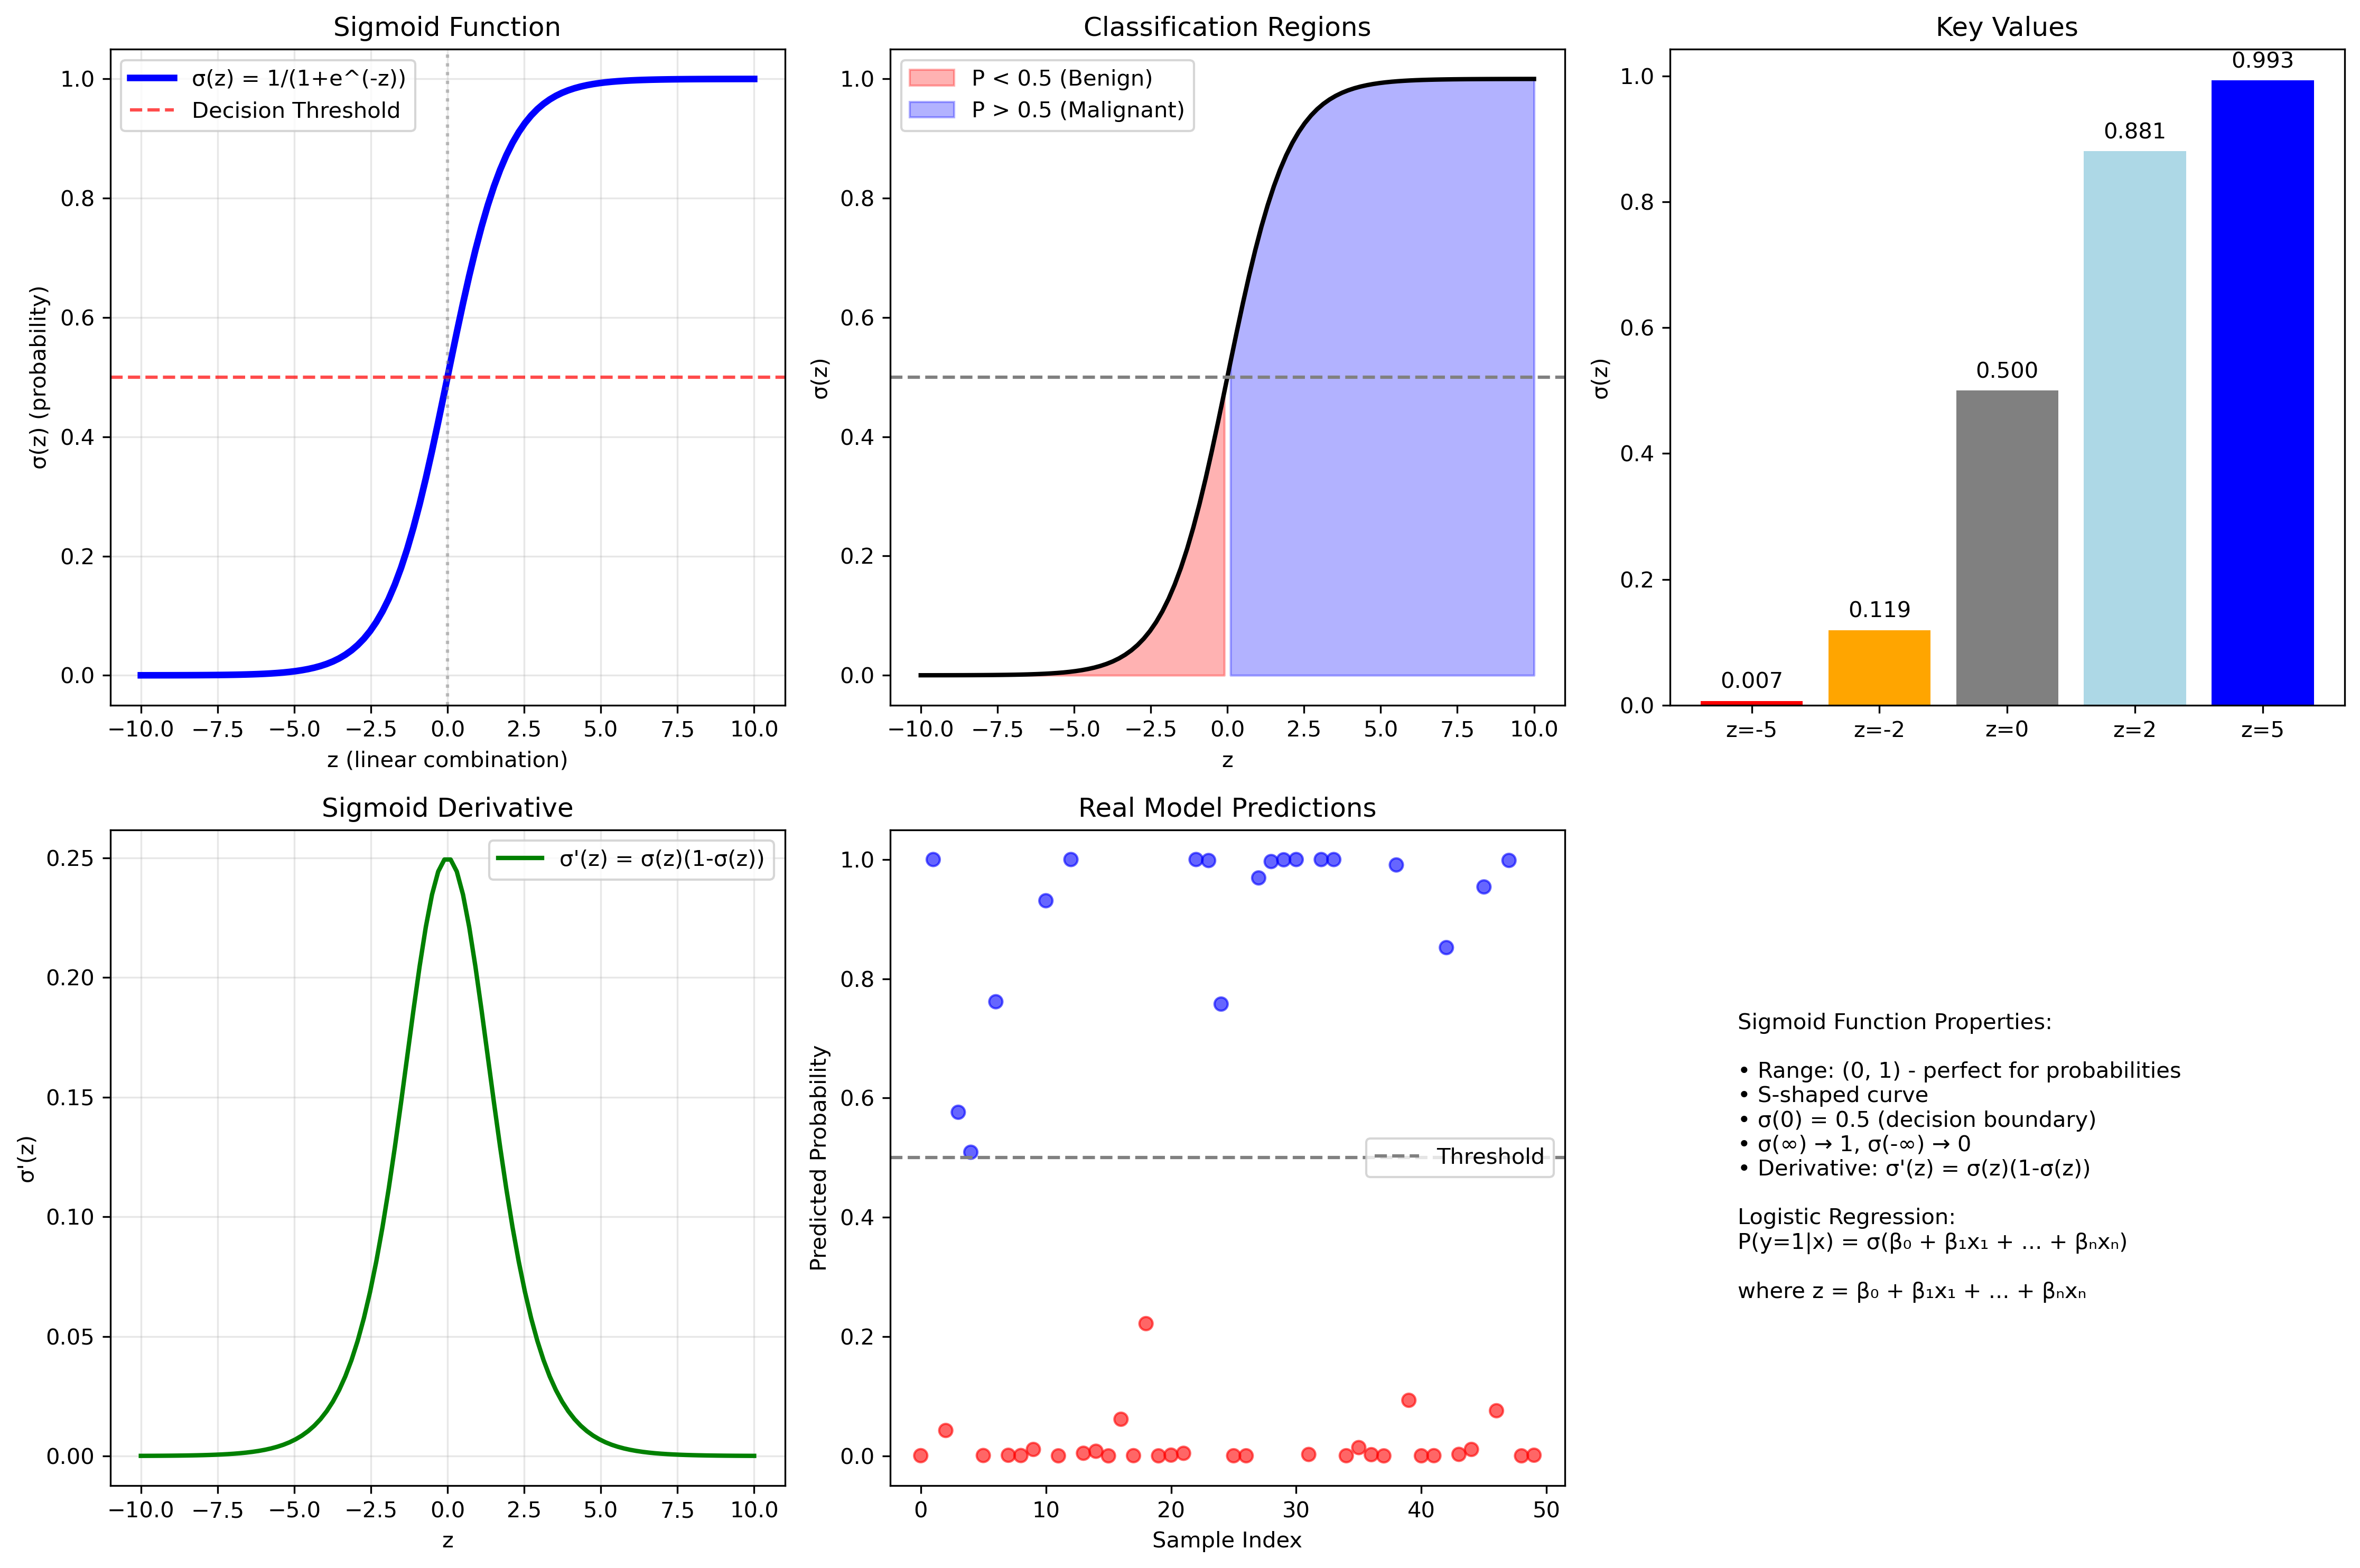 Sigmoid Function
σ(z) = 1/(1+e^(-z))
Decision Threshold
1.0
0.8
0.6
0.4
0.2
0.0
σ(z) (probability)
−10.0 −7.5 −5.0 −2.5 0.0 2.5 5.0 7.5 10.0
z (linear combination)
Classification Regions
P < 0.5 (Benign)
P > 0.5 (Malignant)
1.0
0.8
0.6
0.4
0.2
0.0
σ(z)
−10.0 −7.5 −5.0 −2.5 0.0 2.5 5.0 7.5 10.0
z
Key Values
1.0
0.8
0.6
0.4
0.2
0.0
σ(z)
0.007
0.119
0.500
0.881
0.993
z=-5 z=-2 z=0 z=2 z=5
Sigmoid Derivative
σ'(z) = σ(z)(1-σ(z))
0.25
0.20
0.15
0.10
0.05
0.00
σ'(z)
−10.0 −7.5 −5.0 −2.5 0.0 2.5 5.0 7.5 10.0
z
Real Model Predictions
1.0
0.8
0.6
0.4
0.2
0.0
Predicted Probability
Threshold
0 10 20 30 40 50
Sample Index
Sigmoid Function Properties:
• Range: (0, 1) - perfect for probabilities
• S-shaped curve
• σ(0) = 0.5 (decision boundary)
• σ(∞) → 1, σ(-∞) → 0
• Derivative: σ'(z) = σ(z)(1-σ(z))
Logistic Regression:
P(y=1|x) = σ(β₀ + β₁x₁ + ... + βₙxₙ)
where z = β₀ + β₁x₁ + ... + βₙxₙ